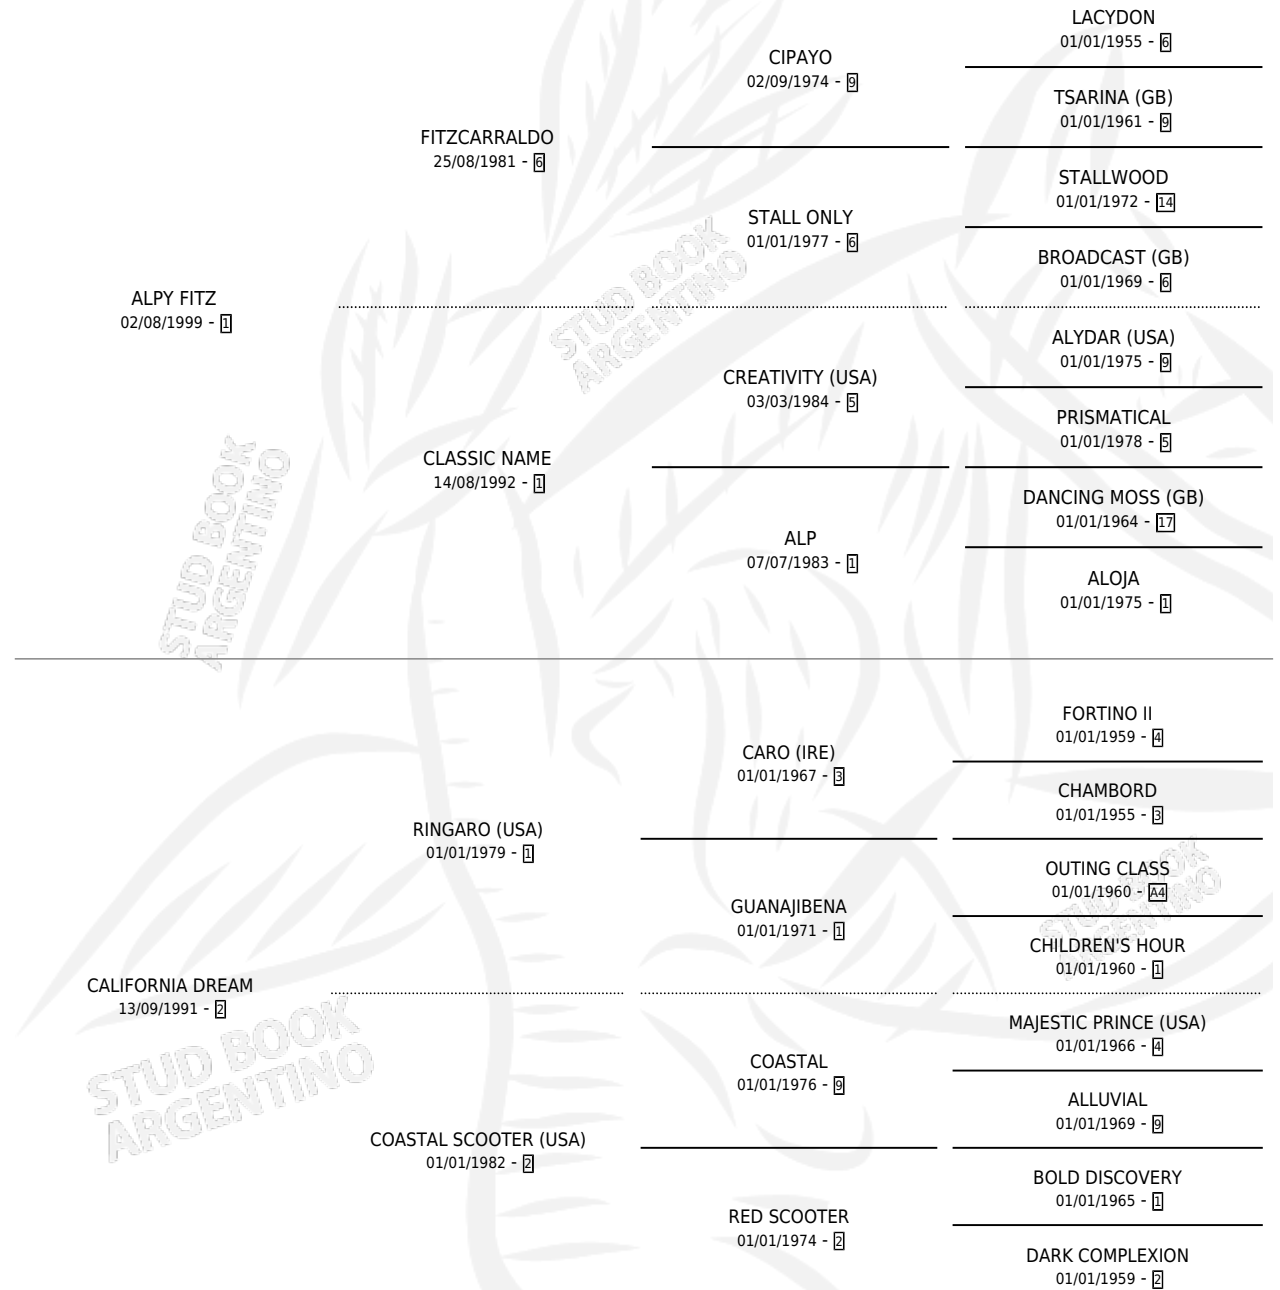 LACYDON
01/01/1955 - 6
CIPAYO
02/09/1974 - 9
TSARINA (GB)
01/01/1961 - 9
FITZCARRALDO
25/08/1981 - 6
STALLWOOD
01/01/1972 - 14
STALL ONLY
01/01/1977 - 6
BROADCAST (GB)
01/01/1969 - 6
ALPY FITZ
02/08/1999 - 1
ALYDAR (USA)
01/01/1975 - 9
CREATIVITY (USA)
03/03/1984 - 5
PRISMATICAL
01/01/1978 - 5
CLASSIC NAME
14/08/1992 - 1
DANCING MOSS (GB)
01/01/1964 - 17
ALP
07/07/1983 - 1
ALOJA
01/01/1975 - 1
FORTINO II
01/01/1959 - 4
CARO (IRE)
01/01/1967 - 3
CHAMBORD
01/01/1955 - 3
RINGARO (USA)
01/01/1979 - 1
OUTING CLASS
01/01/1960 - A4
GUANAJIBENA
01/01/1971 - 1
CHILDREN'S HOUR
01/01/1960 - 1
CALIFORNIA DREAM
13/09/1991 - 2
MAJESTIC PRINCE (USA)
01/01/1966 - 4
COASTAL
01/01/1976 - 9
ALLUVIAL
01/01/1969 - 9
COASTAL SCOOTER (USA)
01/01/1982 - 2
BOLD DISCOVERY
01/01/1965 - 1
RED SCOOTER
01/01/1974 - 2
DARK COMPLEXION
01/01/1959 - 2
STUD BOOK
ARGENTINO
STUD BOOK
ARGENTINO
STUD BOOK
ARGENTINO
STUD BOOK
ARGENTINO